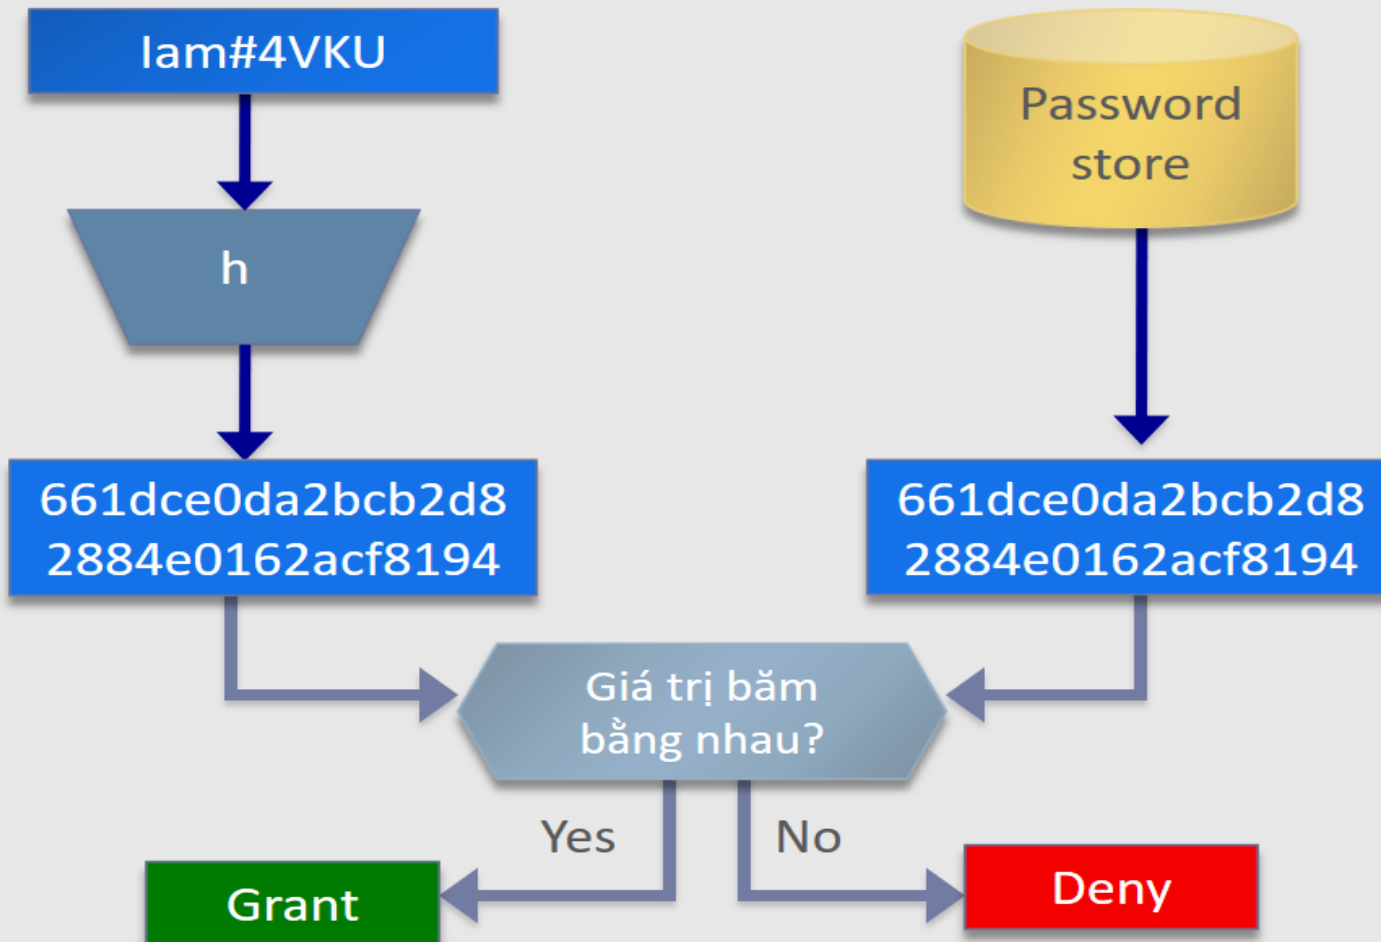 Iam#4VKU
Password
store
h
661dce0da2bcb2d8
2884e0162acf8194
661dce0da2bcb2d8
2884e0162acf8194
Giá trị băm
bằng nhau?
Yes
No
Grant
Deny